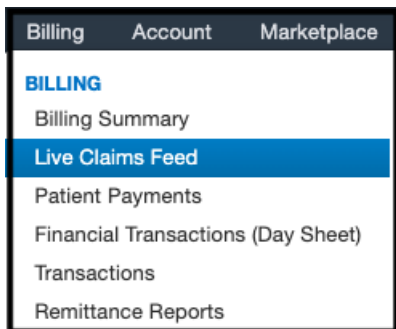 Billing Account Marketplace
BILLING
Billing Summary
Live Claims Feed
Patient Payments
Financial Transactions (Day Sheet)
Transactions
Remittance Reports